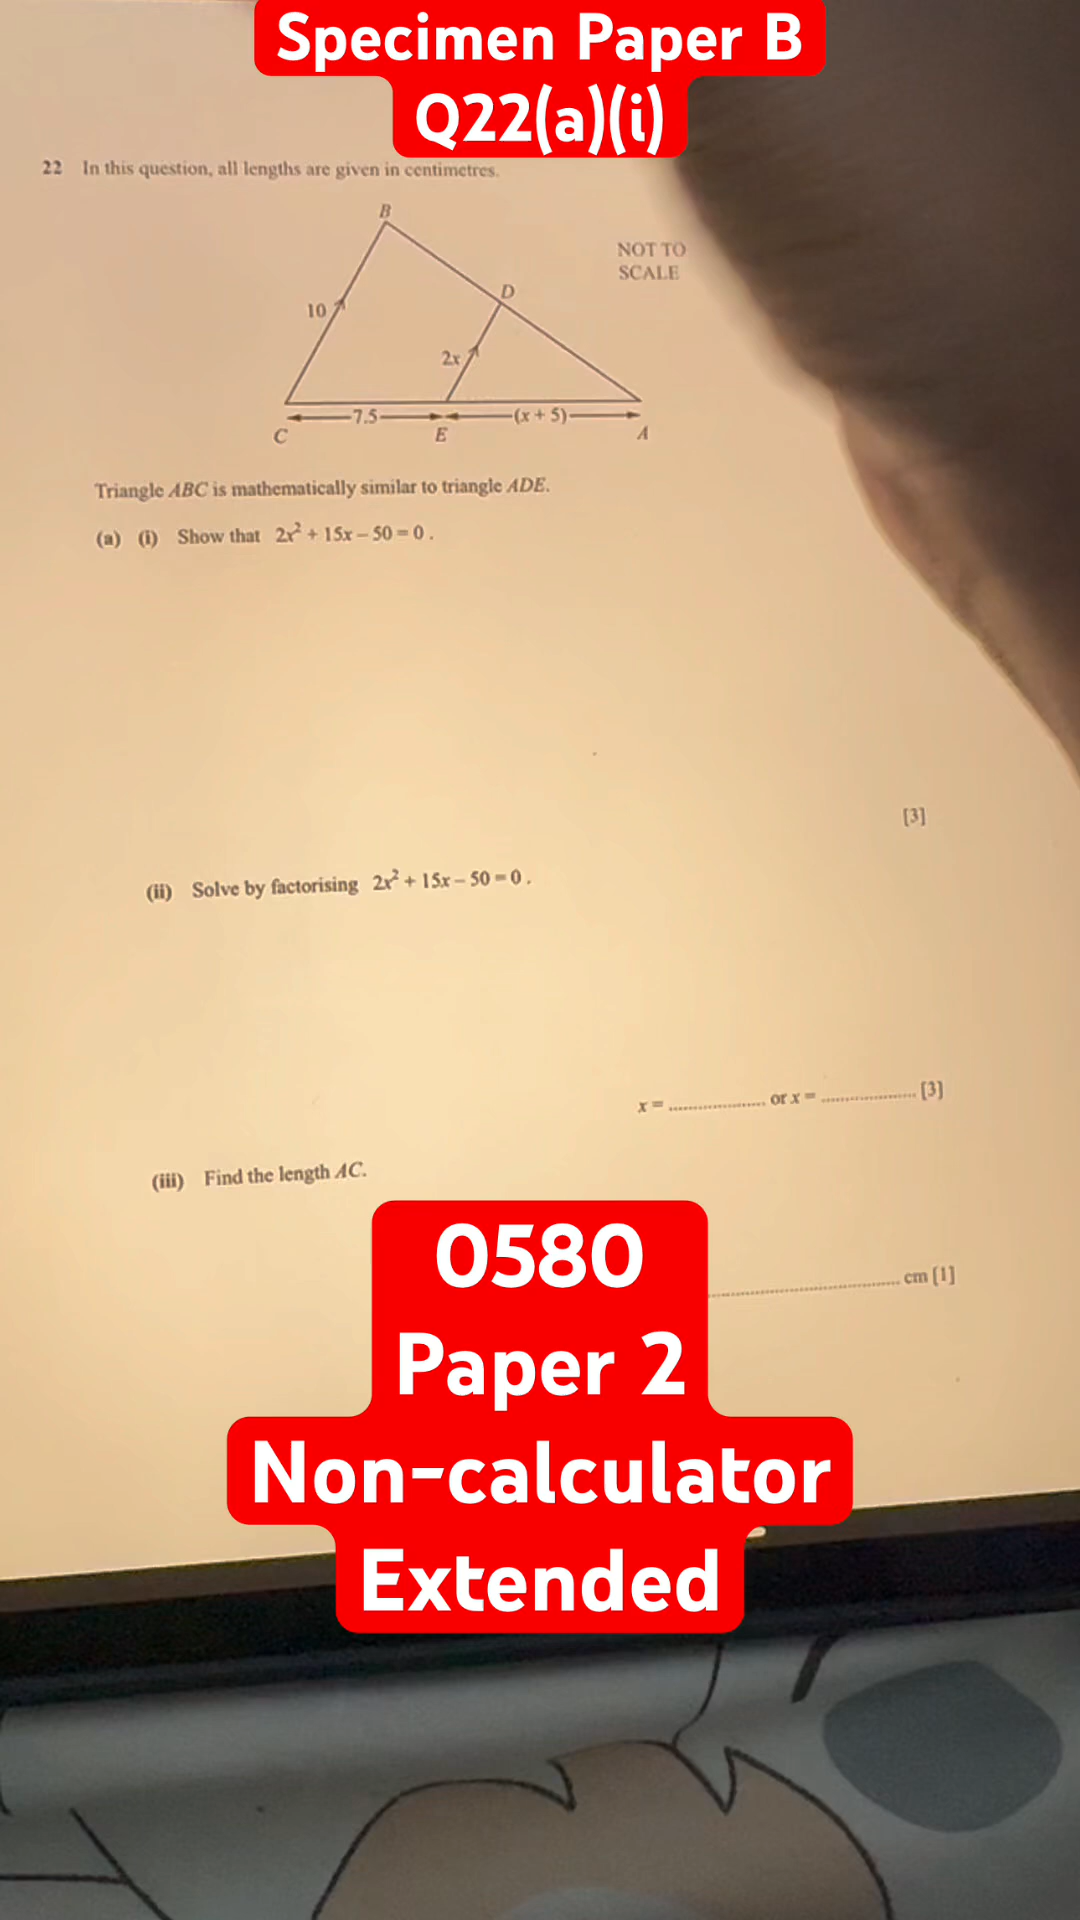 Specimen Paper B
Q22(a)(i)
22 In this question, all lengths are given in centimetres.
B
NOT TO
SCALE
D
10
2x
7.5
(x + 5)
C
E
A
Triangle ABC is mathematically similar to triangle ADE.
(a) (i) Show that 2x² + 15x − 50 = 0 .
[3]
(ii) Solve by factorising 2x² + 15x − 50 = 0 .
x = .................... or x = .................... [3]
(iii) Find the length AC.
.................... cm [1]
0580
Paper 2
Non-calculator
Extended